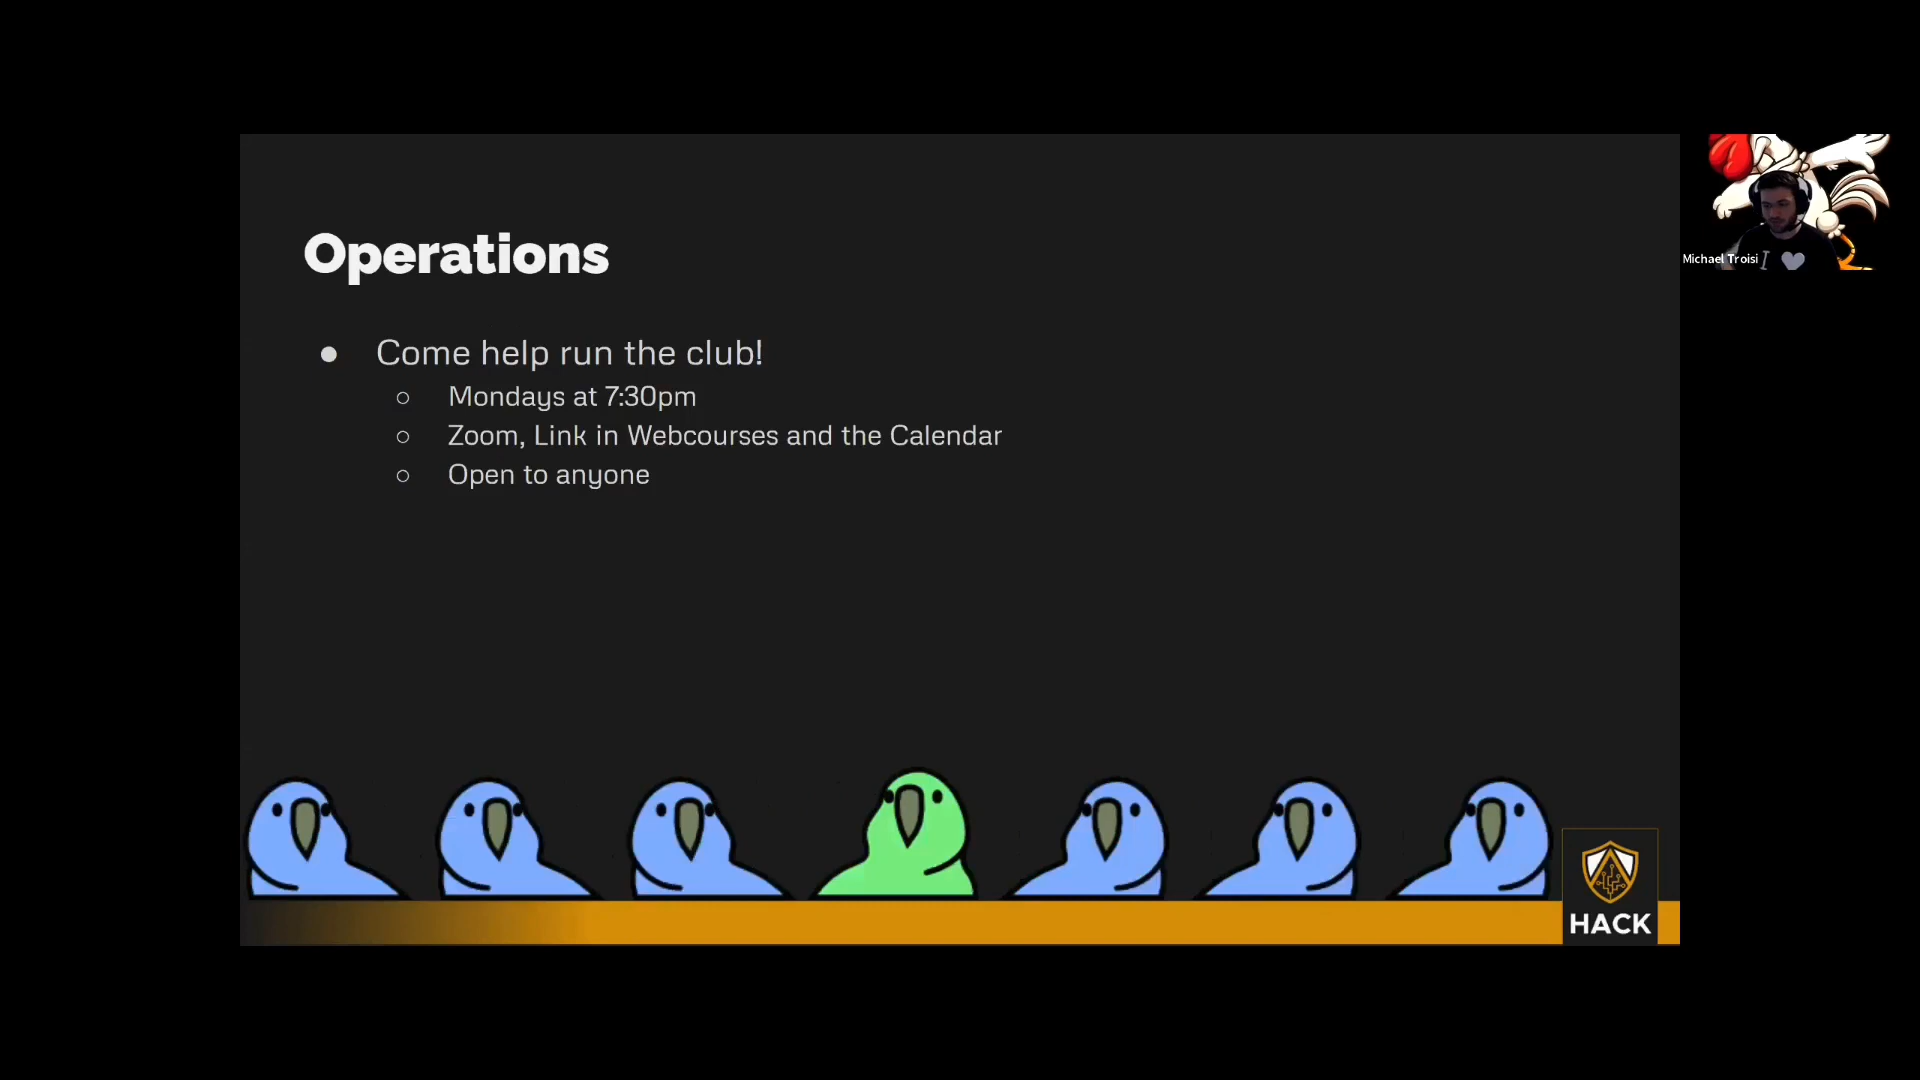 Operations
● Come help run the club!
○ Mondays at 7:30pm
○ Zoom, Link in Webcourses and the Calendar
○ Open to anyone
Michael Troisi
I
HACK